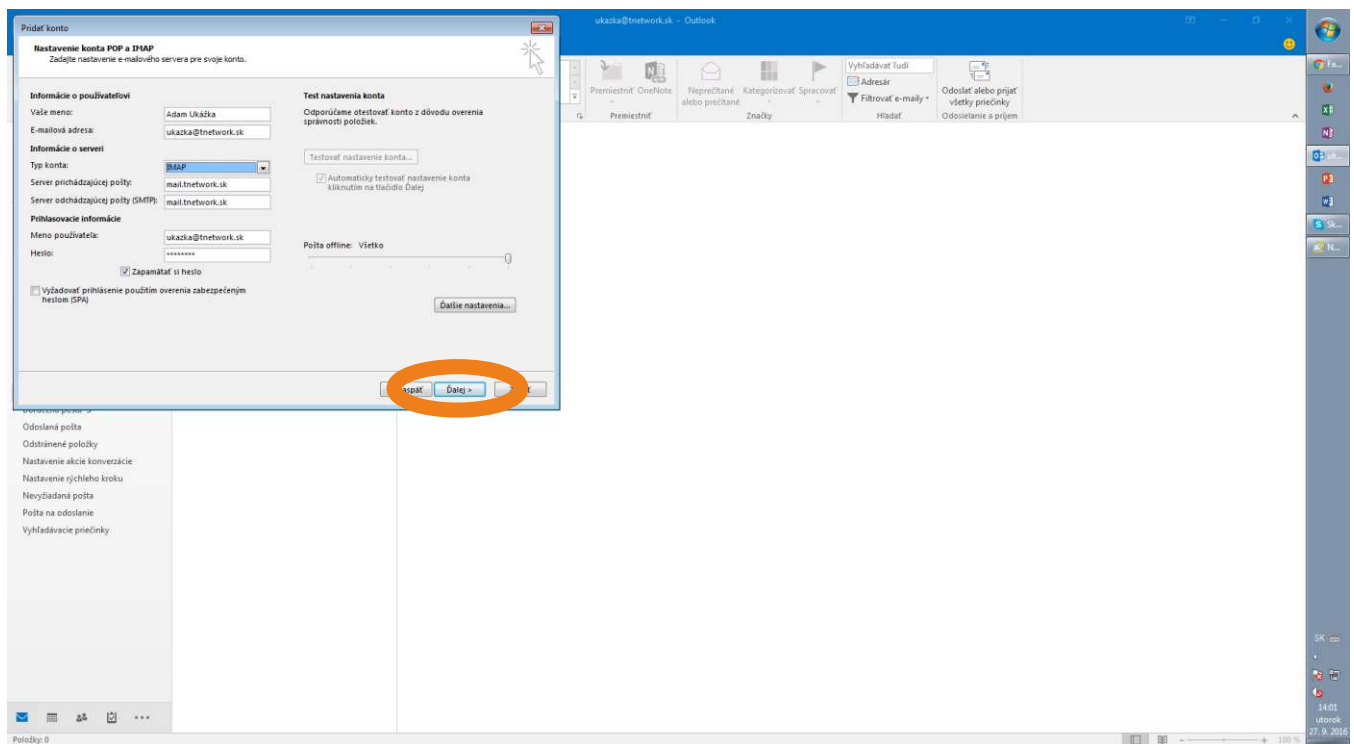 ukazka@tnetwork.sk - Outlook
Pridať konto
Nastavenie konta POP a IMAP
Zadajte nastavenie e-mailového servera pre svoje konto.
Informácie o používateľovi
Vaše meno:
Adam Ukážka
E-mailová adresa:
ukazka@tnetwork.sk
Informácie o serveri
Typ konta:
IMAP
Server prichádzajúcej pošty:
mail.tnetwork.sk
Server odchádzajúcej pošty (SMTP):
mail.tnetwork.sk
Prihlasovacie informácie
Meno používateľa:
ukazka@tnetwork.sk
Heslo:
********
Zapamätať si heslo
Vyžadovať prihlásenie použitím overenia zabezpečeným
heslom (SPA)
Test nastavenia konta
Odporúčame otestovať konto z dôvodu overenia
správnosti položiek.
Testovať nastavenie konta...
Automaticky testovať nastavenie konta
kliknutím na tlačidlo Ďalej
Pošta offline: Všetko
Ďalšie nastavenia...
Ďalej >
Premiestniť
OneNote
Premiestniť
Neprečítané
alebo prečítané
Kategorizovať
Spracovať
Značky
Vyhľadávať ľudí
Adresár
Filtrovať e-maily
Hľadať
Odoslať alebo prijať
všetky priečinky
Odosielanie a príjem
Odoslaná pošta
Odstránené položky
Nastavenie akcie konverzácie
Nastavenie rýchleho kroku
Nevyžiadaná pošta
Pošta na odoslanie
Vyhľadávacie priečinky
Položky: 0
100 %
Fe...
Sk...
N...
SK
14:01
utorok
27. 9. 2016